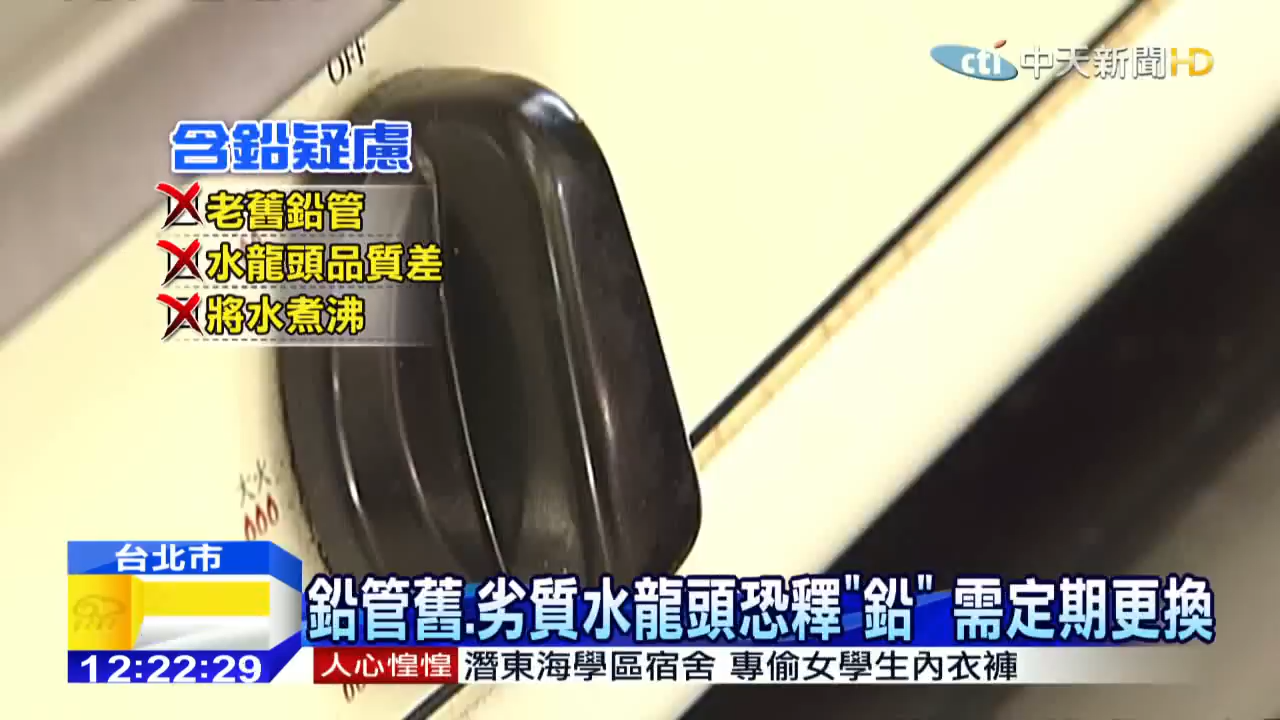 OFF
cti 中天新聞HD
含鉛疑慮
老舊鉛管
水龍頭品質差
將水煮沸
大火
台北市
鉛管舊.劣質水龍頭恐釋"鉛" 需定期更換
12:22:29
人心惶惶 潛東海學區宿舍 專偷女學生內衣褲